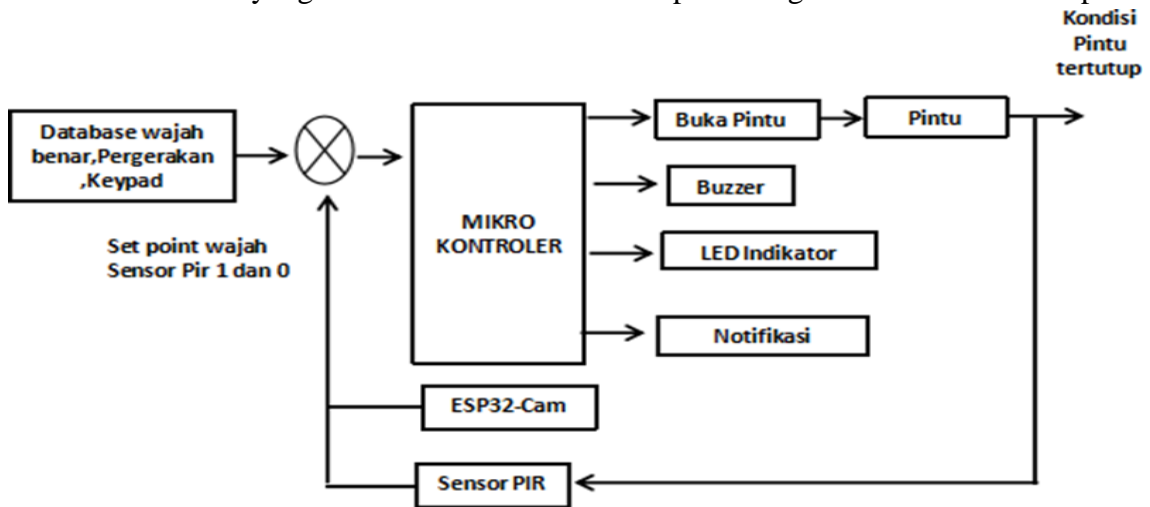 Kondisi
Pintu
tertutup
Database wajah
benar,Pergerakan
,Keypad
Set point wajah
Sensor Pir 1 dan 0
MIKRO
KONTROLER
Buka Pintu
Pintu
Buzzer
LED Indikator
Notifikasi
ESP32-Cam
Sensor PIR